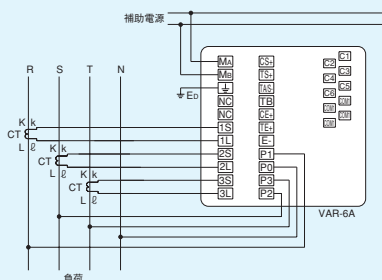 補助電源
R S T N
MA CS+ C1
MB TS+ C2 C3
TAS- C4
ED
NC TB C5
NC CE+ C6 COM
1S TE+ COM COM
1L E- COM
2S P1
2L P0
3S P3
3L P2
K k
CT
L ℓ
K k
CT
L ℓ
K k
CT
L ℓ
VAR-6A
負荷